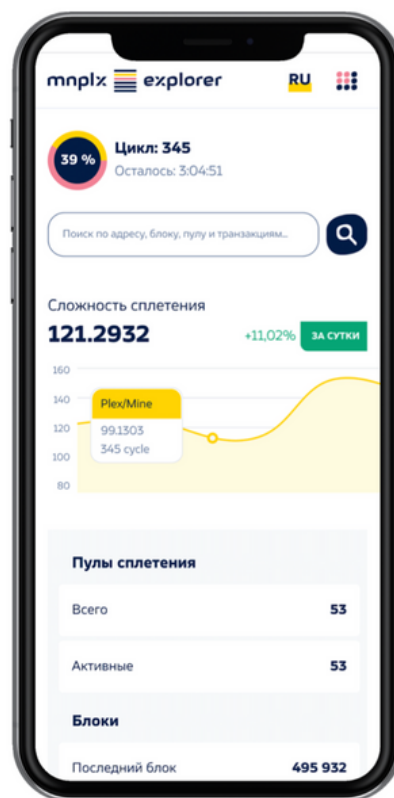 mnplx explorer RU
39 %
Цикл: 345
Осталось: 3:04:51
Поиск по адресу, блоку, пулу и транзакциям...
Сложность сплетения
121.2932 +11,02% ЗА СУТКИ
160
140
120
100
80
Plex/Mine
99.1303
345 cycle
Пулы сплетения
Всего 53
Активные 53
Блоки
Последний блок 495 932